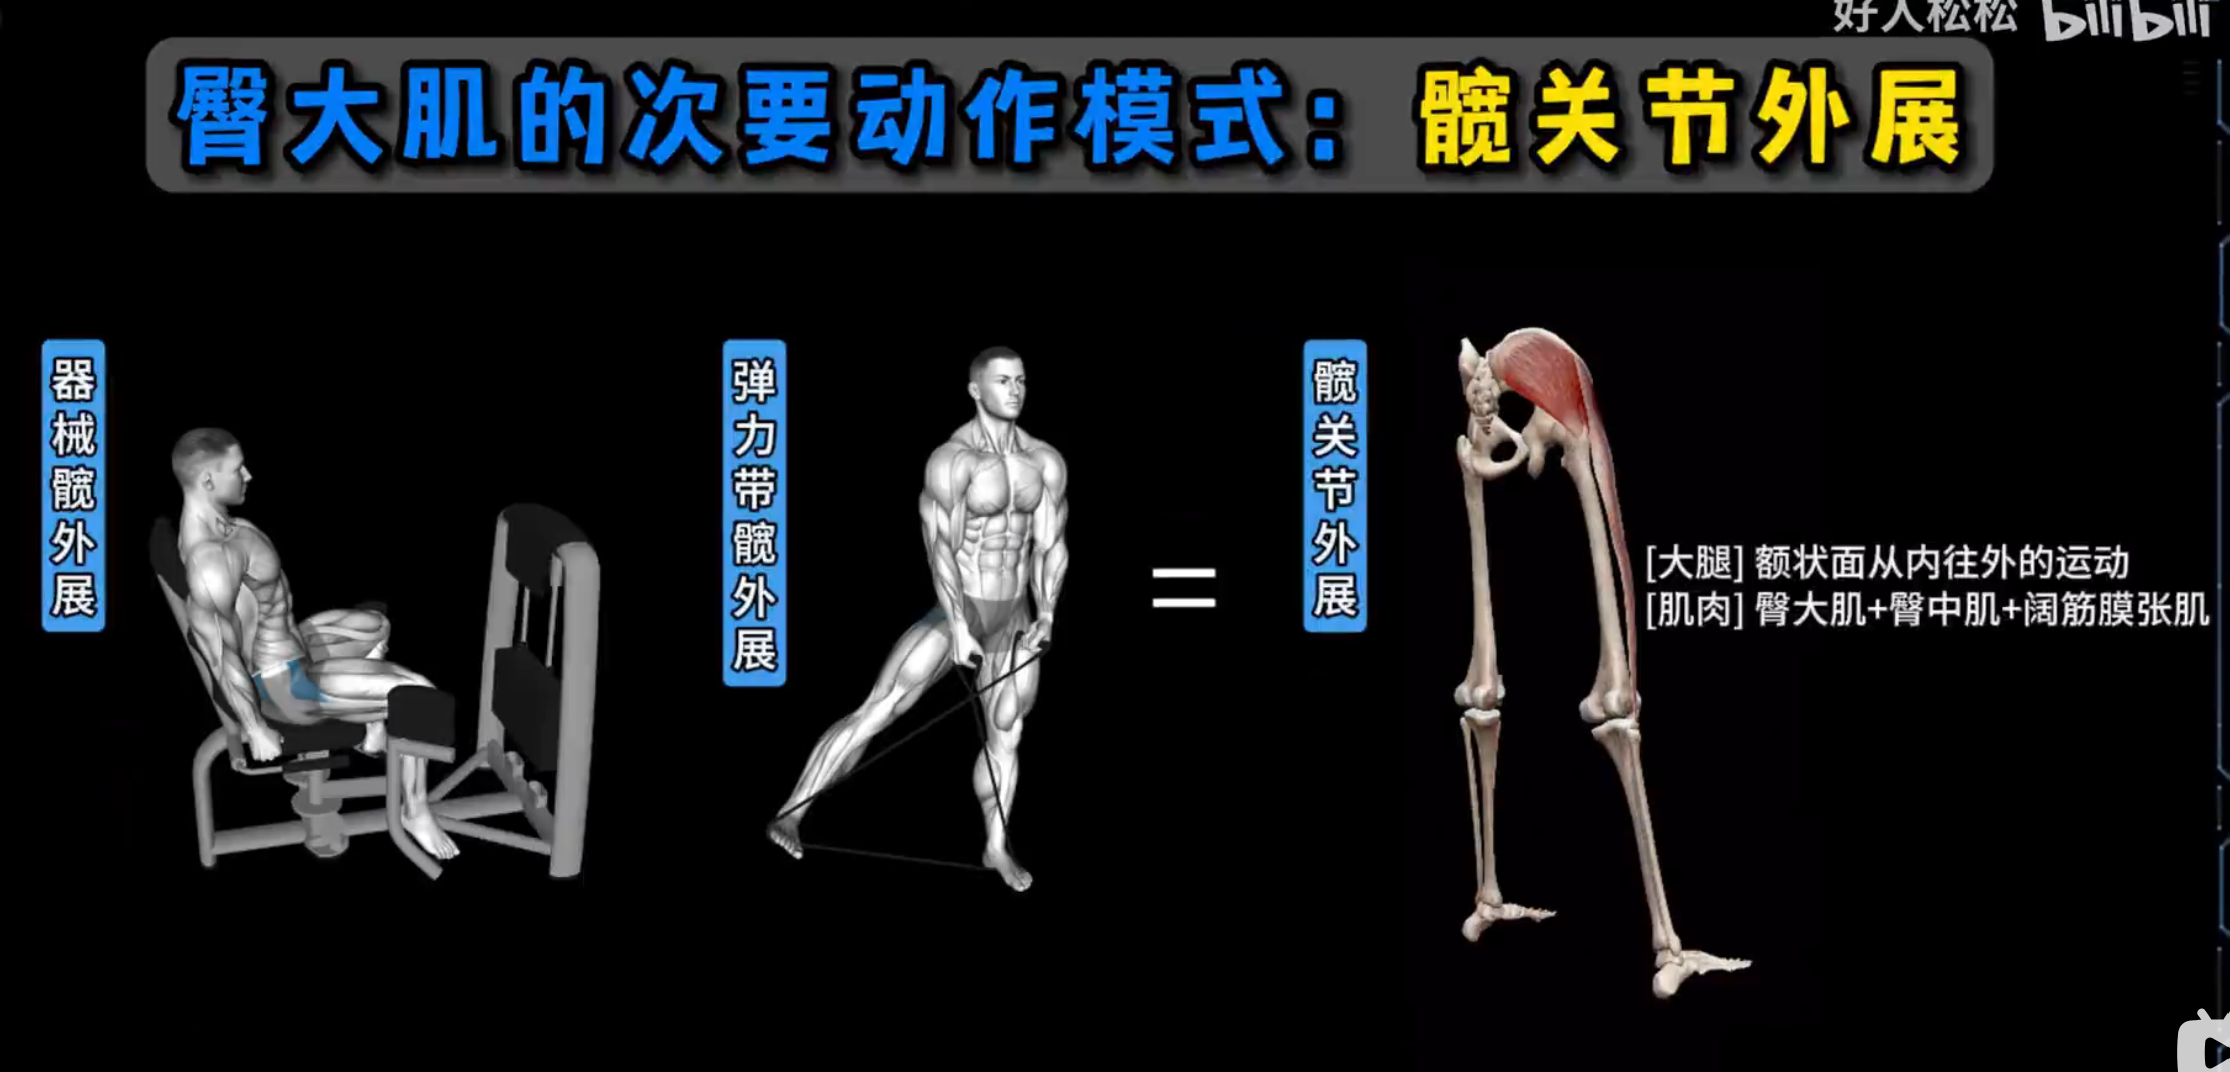 好人松松 bilibili
臀大肌的次要动作模式：髋关节外展
器械髋外展
弹力带髋外展
=
髋关节外展
[大腿] 额状面从内往外的运动
[肌肉] 臀大肌+臀中肌+阔筋膜张肌